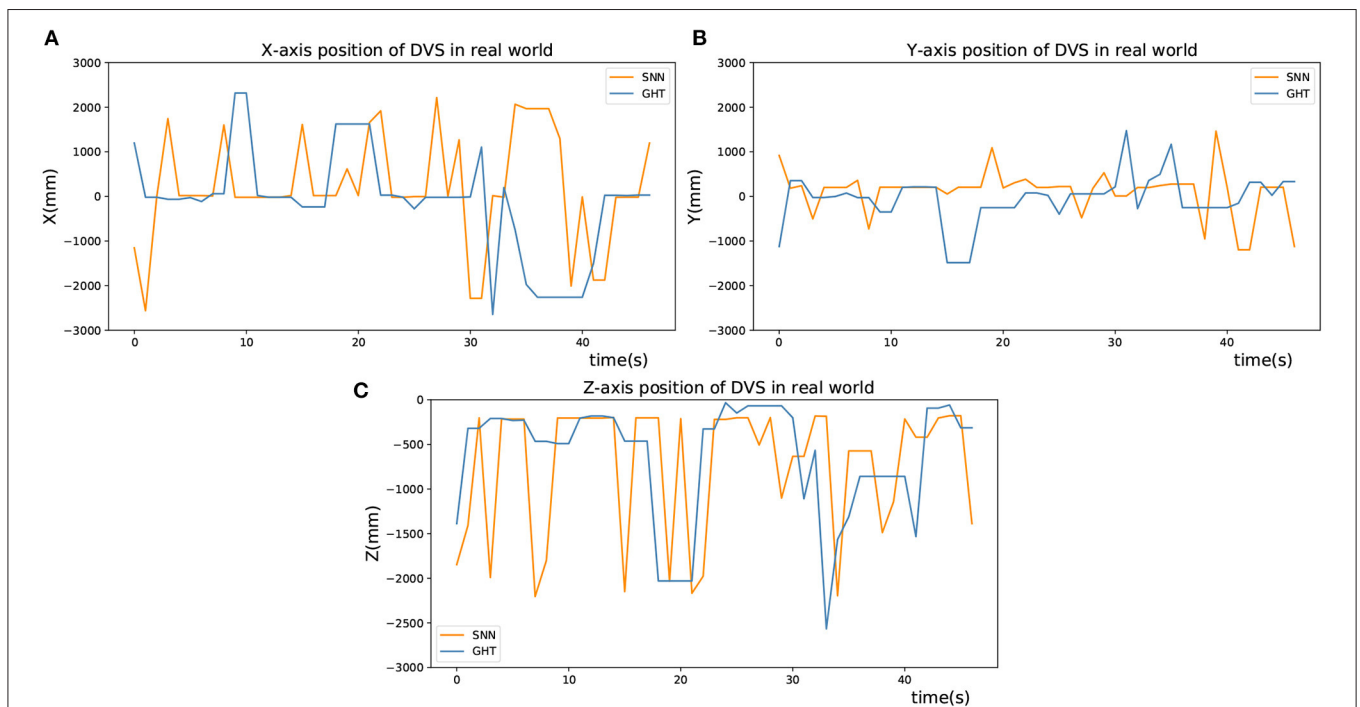 A
X-axis position of DVS in real world
3000
2000
1000
0
−1000
−2000
−3000
X(mm)
SNN
GHT
0 10 20 30 40
time(s)
B
Y-axis position of DVS in real world
3000
2000
1000
0
−1000
−2000
−3000
Y(mm)
SNN
GHT
0 10 20 30 40
time(s)
C
Z-axis position of DVS in real world
0
−500
−1000
−1500
−2000
−2500
−3000
Z(mm)
SNN
GHT
0 10 20 30 40
time(s)